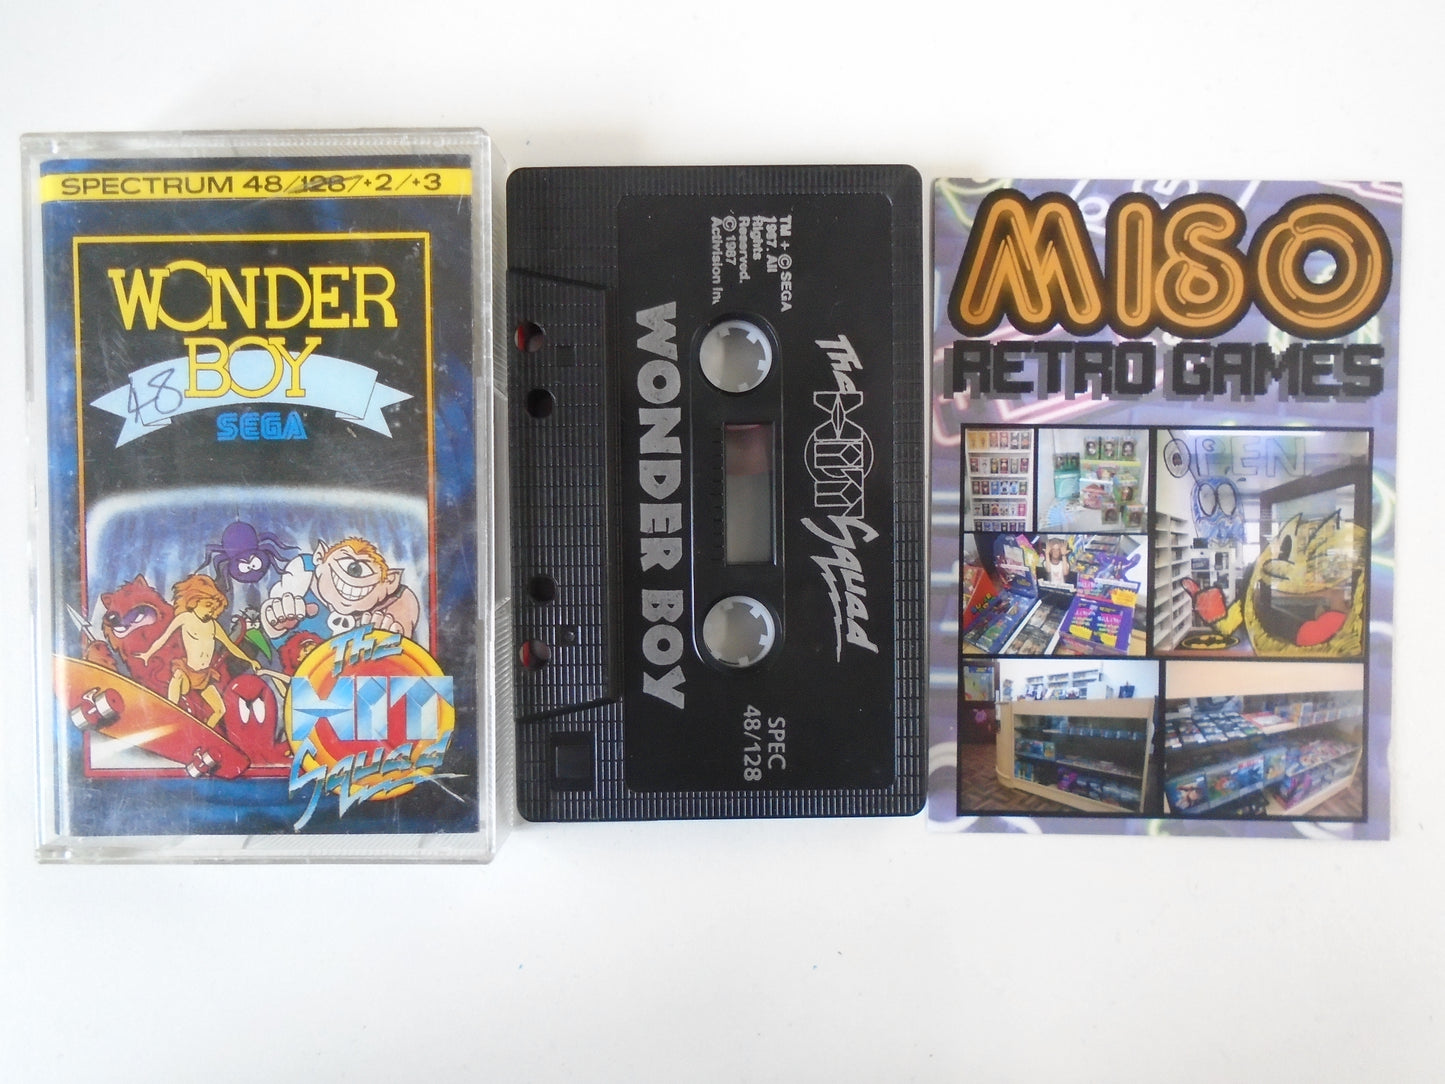 SPECTRUM 48/128/+2/+3
WONDER
BOY
48
SEGA
The
HIT
Squad
TM + © SEGA
1987. All
Rights
Reserved.
© 1987
Activision Inc
WONDER BOY
The
HIT
Squad
SPEC
48/128
MISO
RETRO GAMES
OPEN